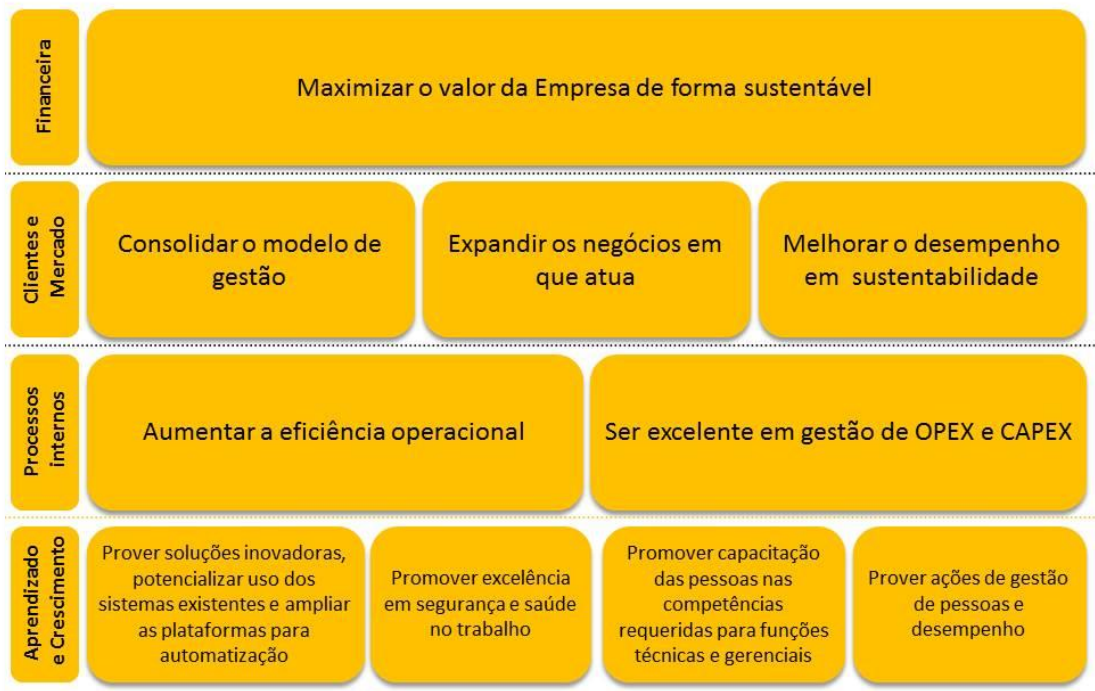 Financeira
Maximizar o valor da Empresa de forma sustentável
Clientes e
Mercado
Consolidar o modelo de
gestão
Expandir os negócios em
que atua
Melhorar o desempenho
em sustentabilidade
Processos
internos
Aumentar a eficiência operacional
Ser excelente em gestão de OPEX e CAPEX
Aprendizado
e Crescimento
Prover soluções inovadoras,
potencializar uso dos
sistemas existentes e ampliar
as plataformas para
automatização
Promover excelência
em segurança e saúde
no trabalho
Promover capacitação
das pessoas nas
competências
requeridas para funções
técnicas e gerenciais
Prover ações de gestão
de pessoas e
desempenho